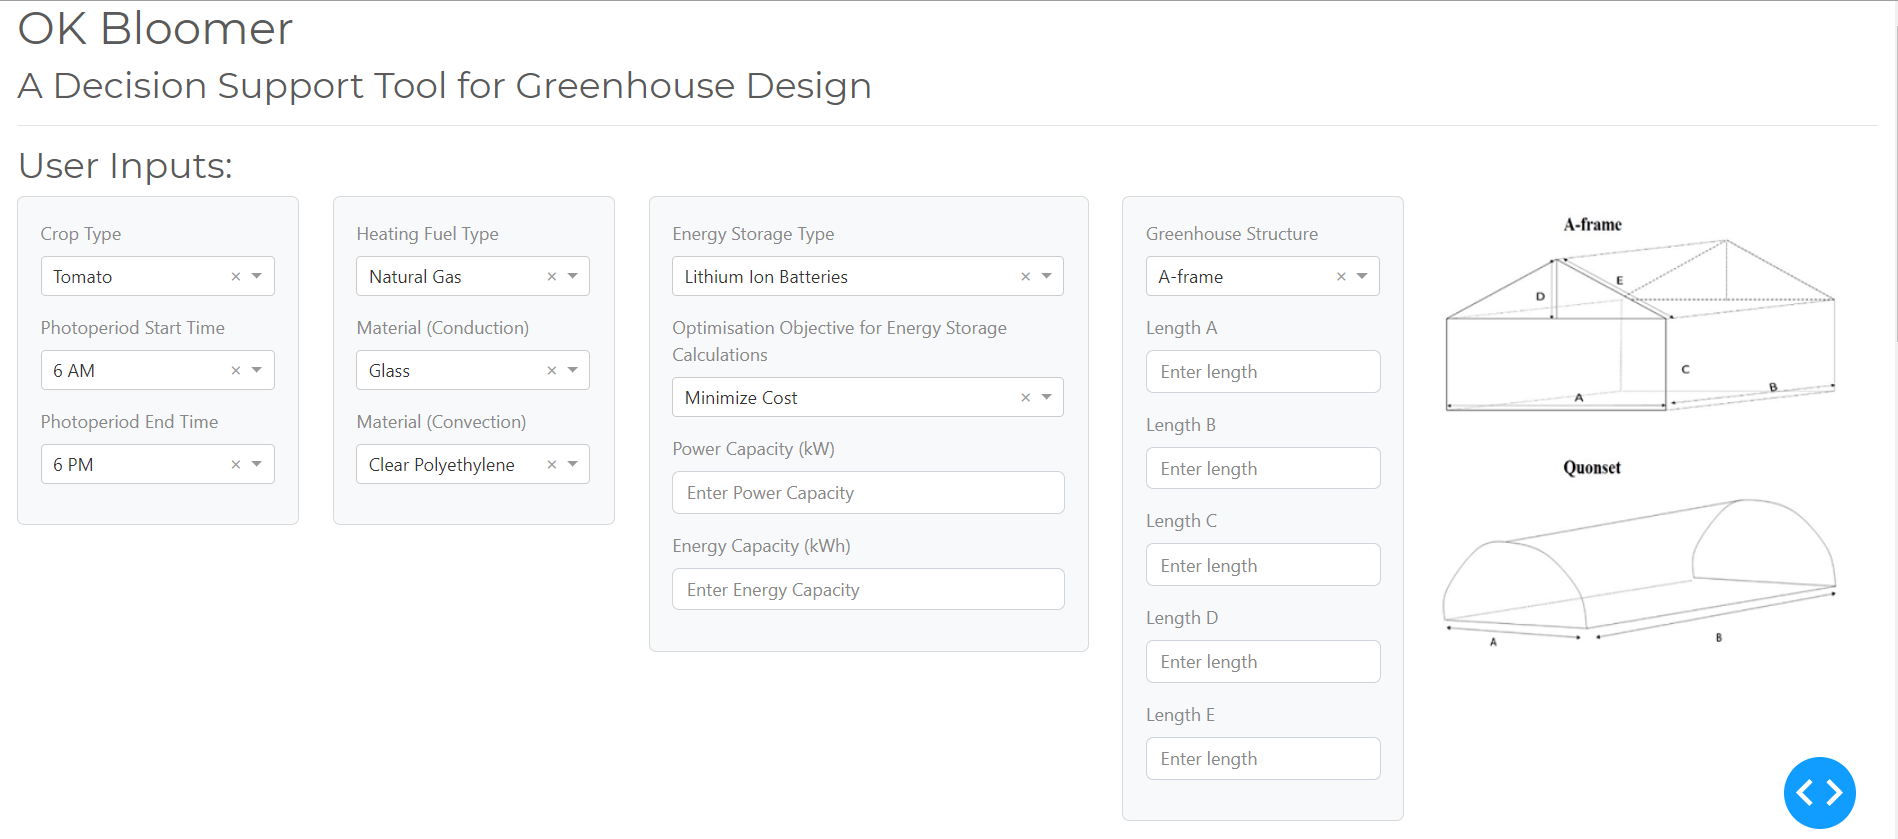 OK Bloomer
A Decision Support Tool for Greenhouse Design
User Inputs:
Crop Type
Tomato
Photoperiod Start Time
6 AM
Photoperiod End Time
6 PM
Heating Fuel Type
Natural Gas
Material (Conduction)
Glass
Material (Convection)
Clear Polyethylene
Energy Storage Type
Lithium Ion Batteries
Optimisation Objective for Energy Storage
Calculations
Minimize Cost
Power Capacity (kW)
Enter Power Capacity
Energy Capacity (kWh)
Enter Energy Capacity
Greenhouse Structure
A-frame
Length A
Enter length
Length B
Enter length
Length C
Enter length
Length D
Enter length
Length E
Enter length
A-frame
E
D
C
B
A
Quonset
A
B